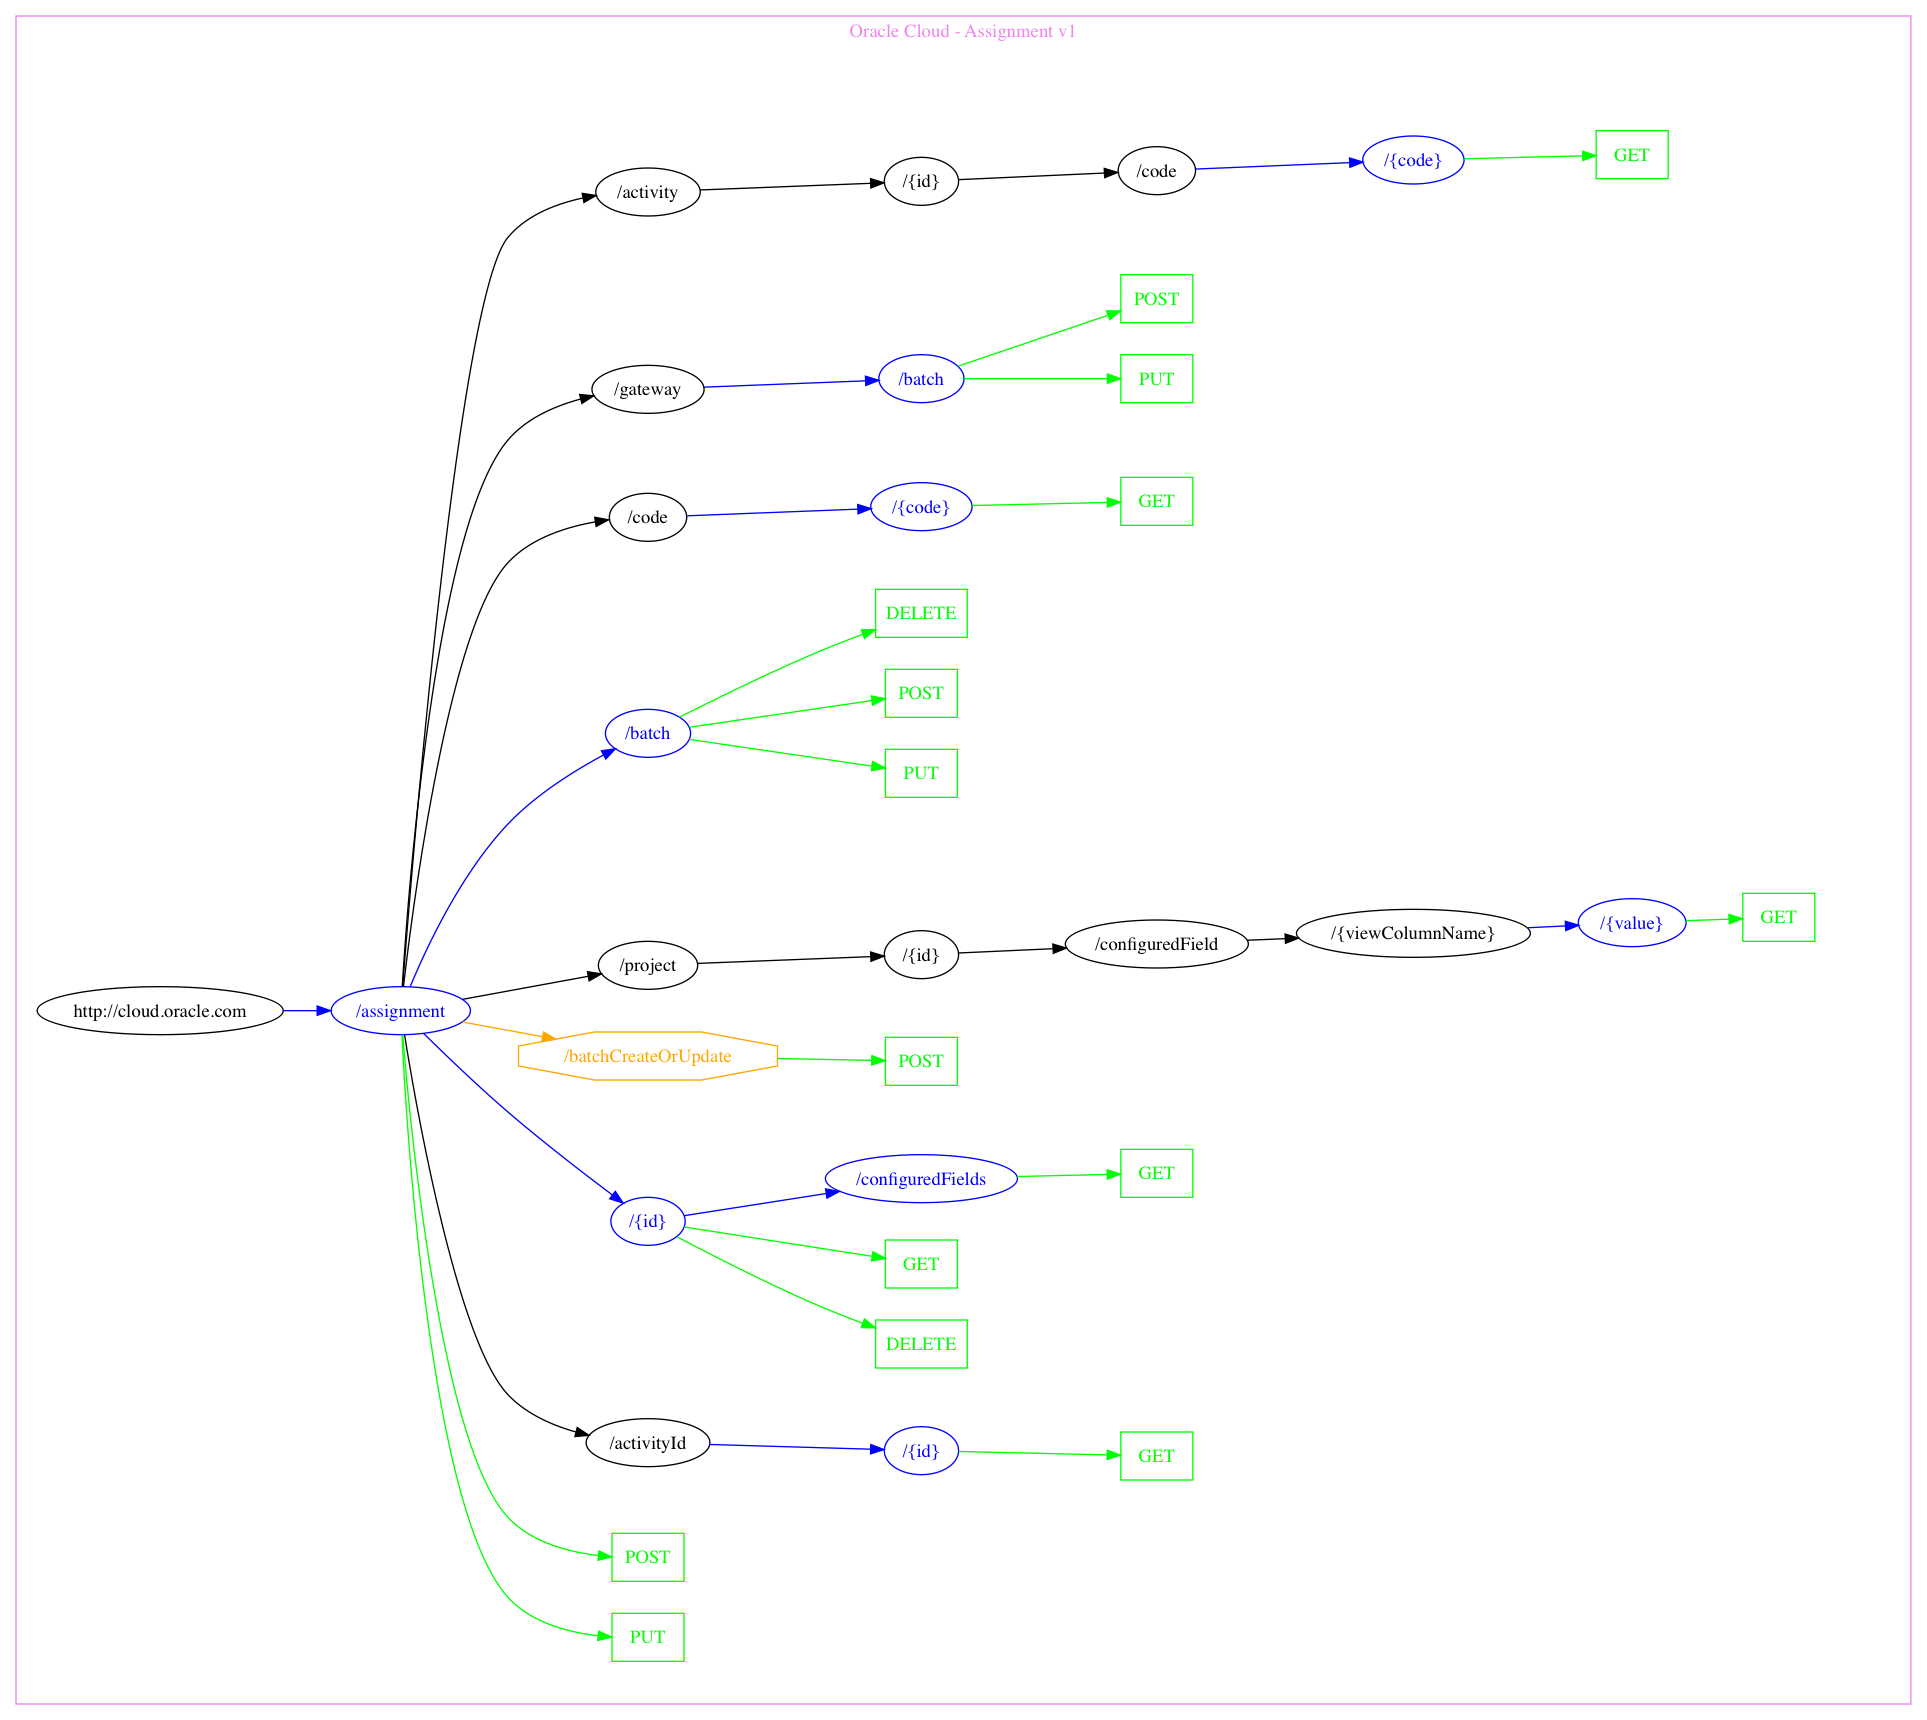 Oracle Cloud - Assignment v1
/activity
/{id}
/code
/{code}
GET
/gateway
/batch
POST
PUT
/code
/{code}
GET
/batch
DELETE
POST
PUT
http://cloud.oracle.com
/assignment
/project
/{id}
/configuredField
/{viewColumnName}
/{value}
GET
/batchCreateOrUpdate
POST
/{id}
/configuredFields
GET
GET
DELETE
/activityId
/{id}
GET
POST
PUT